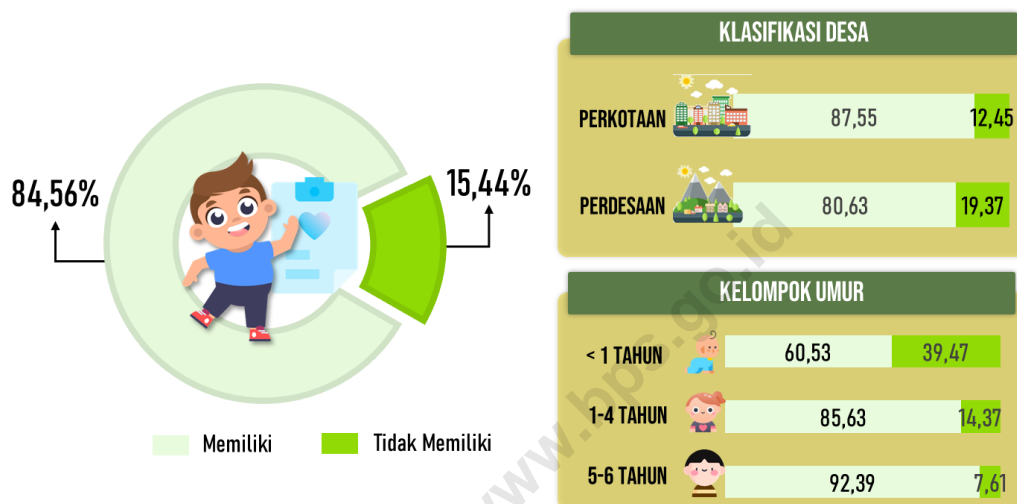 84,56%
15,44%
Memiliki
Tidak Memiliki
KLASIFIKASI DESA
PERKOTAAN
87,55
12,45
PERDESAAN
80,63
19,37
KELOMPOK UMUR
< 1 TAHUN
60,53
39,47
1-4 TAHUN
85,63
14,37
5-6 TAHUN
92,39
7,61
www.bps.go.id